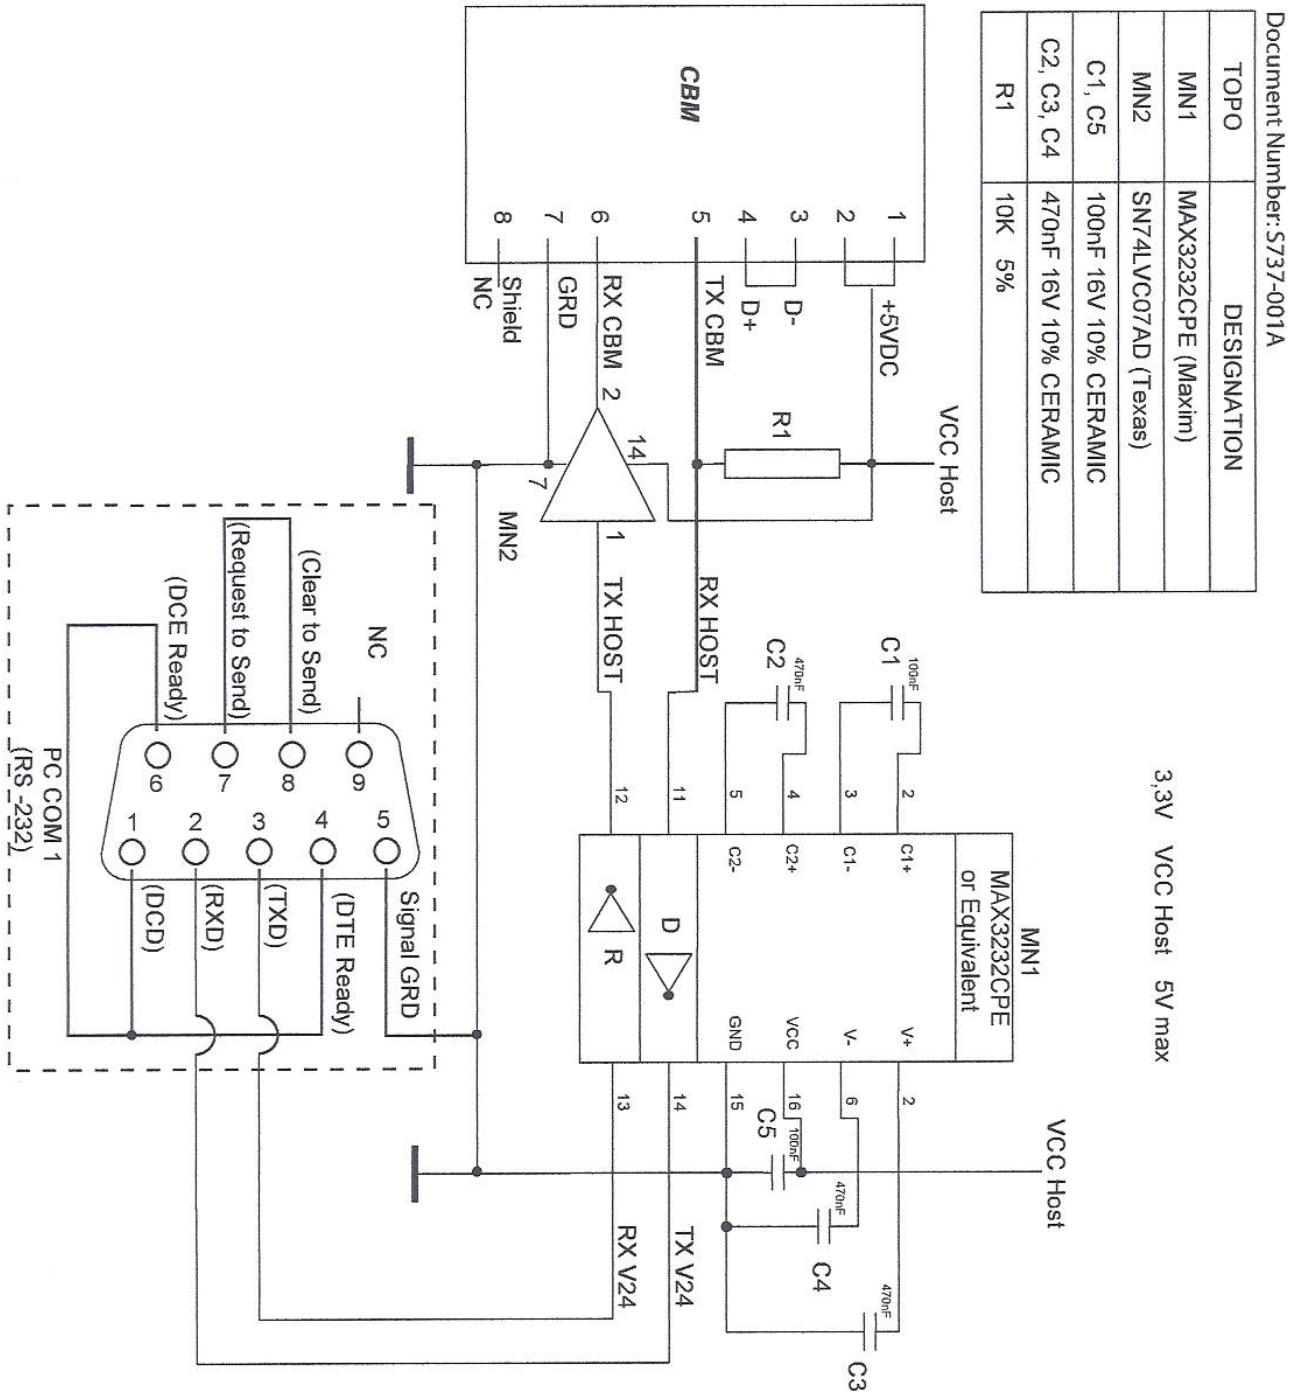 Document Number: S737-001A
TOPO DESIGNATION
MN1 MAX3232CPE (Maxim)
MN2 SN74LVC07AD (Texas)
C1, C5 100nF 16V 10% CERAMIC
C2, C3, C4 470nF 16V 10% CERAMIC
R1 10K 5%
3,3V VCC Host 5V max
CBM
1
2
3
4
5
6
7
8
+5VDC
D-
D+
TX CBM
RX CBM
GRD
Shield
NC
VCC Host
R1
2
14
7
1
MN2
RX HOST
TX HOST
C1
100nF
C2
470nF
2
3
4
5
11
12
MN1
MAX3232CPE
or Equivalent
C1+
C1-
C2+
C2-
D
R
V+
V-
VCC
GND
2
6
16
15
14
13
VCC Host
C5
100nF
470nF
C4
470nF
C3
TX V24
RX V24
NC
(Clear to Send)
(Request to Send)
(DCE Ready)
9
8
7
6
5
4
3
2
1
Signal GRD
(DTE Ready)
(TXD)
(RXD)
(DCD)
PC COM 1
(RS -232)